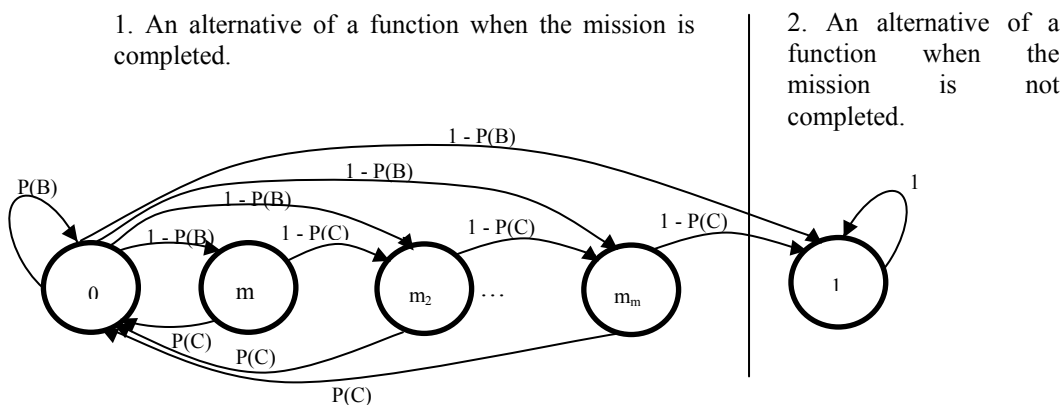 1. An alternative of a function when the mission is
completed.
2. An alternative of a
function when the
mission is not
completed.
1 - P(B)
P(B)
1 - P(B)
1
1 - P(B)
1 - P(B)
1 - P(C)
1 - P(C)
1 - P(C)
0
m
m₂
...
mₘ
1
P(C)
P(C)
P(C)